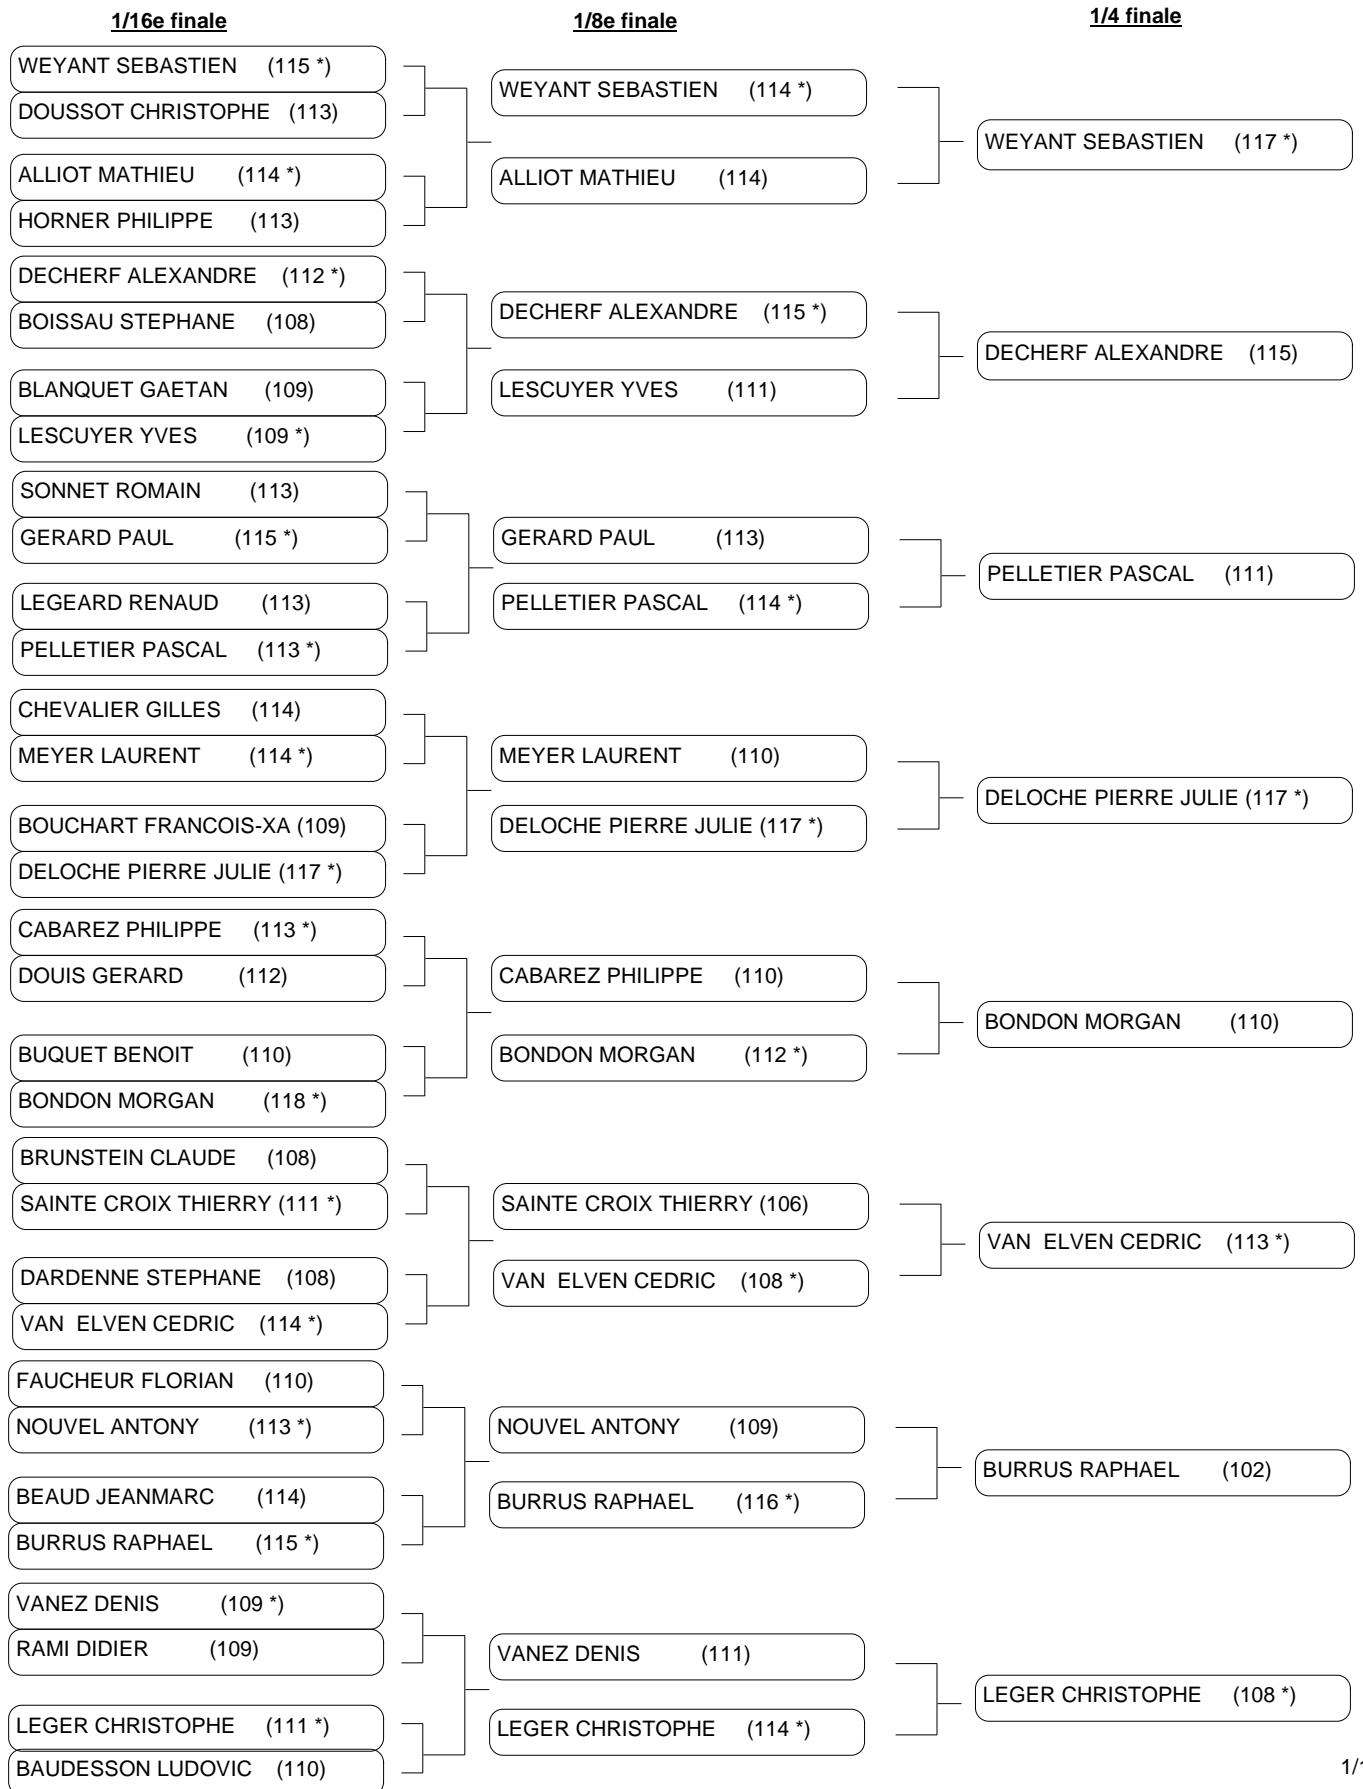 1/16e finale
WEYANT SEBASTIEN (115 *)
DOUSSOT CHRISTOPHE (113)
ALLIOT MATHIEU (114 *)
HORNER PHILIPPE (113)
DECHERF ALEXANDRE (112 *)
BOISSAU STEPHANE (108)
BLANQUET GAETAN (109)
LESCUYER YVES (109 *)
SONNET ROMAIN (113)
GERARD PAUL (115 *)
LEGEARD RENAUD (113)
PELLETIER PASCAL (113 *)
CHEVALIER GILLES (114)
MEYER LAURENT (114 *)
BOUCHART FRANCOIS-XA (109)
DELOCHE PIERRE JULIE (117 *)
CABAREZ PHILIPPE (113 *)
DOUIS GERARD (112)
BUQUET BENOIT (110)
BONDON MORGAN (118 *)
BRUNSTEIN CLAUDE (108)
SAINTE CROIX THIERRY (111 *)
DARDENNE STEPHANE (108)
VAN ELVEN CEDRIC (114 *)
FAUCHEUR FLORIAN (110)
NOUVEL ANTONY (113 *)
BEAUD JEANMARC (114)
BURRUS RAPHAEL (115 *)
VANEZ DENIS (109 *)
RAMI DIDIER (109)
LEGER CHRISTOPHE (111 *)
BAUDESSON LUDOVIC (110)
1/8e finale
WEYANT SEBASTIEN (114 *)
ALLIOT MATHIEU (114)
DECHERF ALEXANDRE (115 *)
LESCUYER YVES (111)
GERARD PAUL (113)
PELLETIER PASCAL (114 *)
MEYER LAURENT (110)
DELOCHE PIERRE JULIE (117 *)
CABAREZ PHILIPPE (110)
BONDON MORGAN (112 *)
SAINTE CROIX THIERRY (106)
VAN ELVEN CEDRIC (108 *)
NOUVEL ANTONY (109)
BURRUS RAPHAEL (116 *)
VANEZ DENIS (111)
LEGER CHRISTOPHE (114 *)
1/4 finale
WEYANT SEBASTIEN (117 *)
DECHERF ALEXANDRE (115)
PELLETIER PASCAL (111)
DELOCHE PIERRE JULIE (117 *)
BONDON MORGAN (110)
VAN ELVEN CEDRIC (113 *)
BURRUS RAPHAEL (102)
LEGER CHRISTOPHE (108 *)